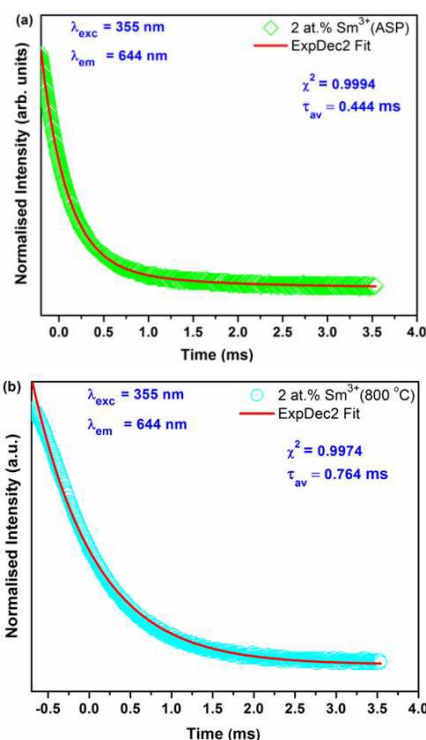 (a)
λexc = 355 nm
λem = 644 nm
2 at.% Sm³⁺(ASP)
ExpDec2 Fit
χ² = 0.9994
τav = 0.444 ms
Normalised Intensity (arb. units)
0.0 0.5 1.0 1.5 2.0 2.5 3.0 3.5 4.0
Time (ms)
(b)
λexc = 355 nm
λem = 644 nm
2 at.% Sm³⁺(800 °C)
ExpDec2 Fit
χ² = 0.9974
τav = 0.764 ms
Normalised Intensity (a.u.)
-0.5 0.0 0.5 1.0 1.5 2.0 2.5 3.0 3.5 4.0
Time (ms)